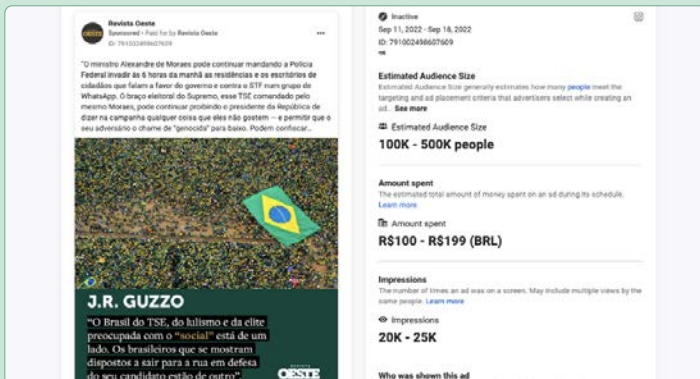 Revista Oeste
Sponsored • Paid for by Revista Oeste
ID: 791002498607609
"O ministro Alexandre de Moraes pode continuar mandando a Polícia
Federal invadir às 6 horas da manhã as residências e os escritórios de
cidadãos que falam a favor do governo e contra o STF num grupo de
WhatsApp. O braço eleitoral do Supremo, esse TSE comandado pelo
mesmo Moraes, pode continuar proibindo o presidente da República de
dizer na campanha qualquer coisa que eles não gostem — e permitir que o
seu adversário o chame de "genocida" para baixo. Podem confiscar...
J.R. GUZZO
"O Brasil do TSE, do lulismo e da elite
preocupada com o "social" está de um
lado. Os brasileiros que se mostram
dispostos a sair para a rua em defesa
do seu candidato estão de outro"
REVISTA
OESTE
Inactive
Sep 11, 2022 - Sep 18, 2022
ID: 791002498607609
Estimated Audience Size
Estimated Audience Size generally estimates how many people meet the
targeting and ad placement criteria that advertisers select while creating an
ad... See more
Estimated Audience Size
100K - 500K people
Amount spent
The estimated total amount of money spent on an ad during its schedule.
Learn more
Amount spent
R$100 - R$199 (BRL)
Impressions
The number of times an ad was on a screen. May include multiple views by the
same people. Learn more
Impressions
20K - 25K
Who was shown this ad